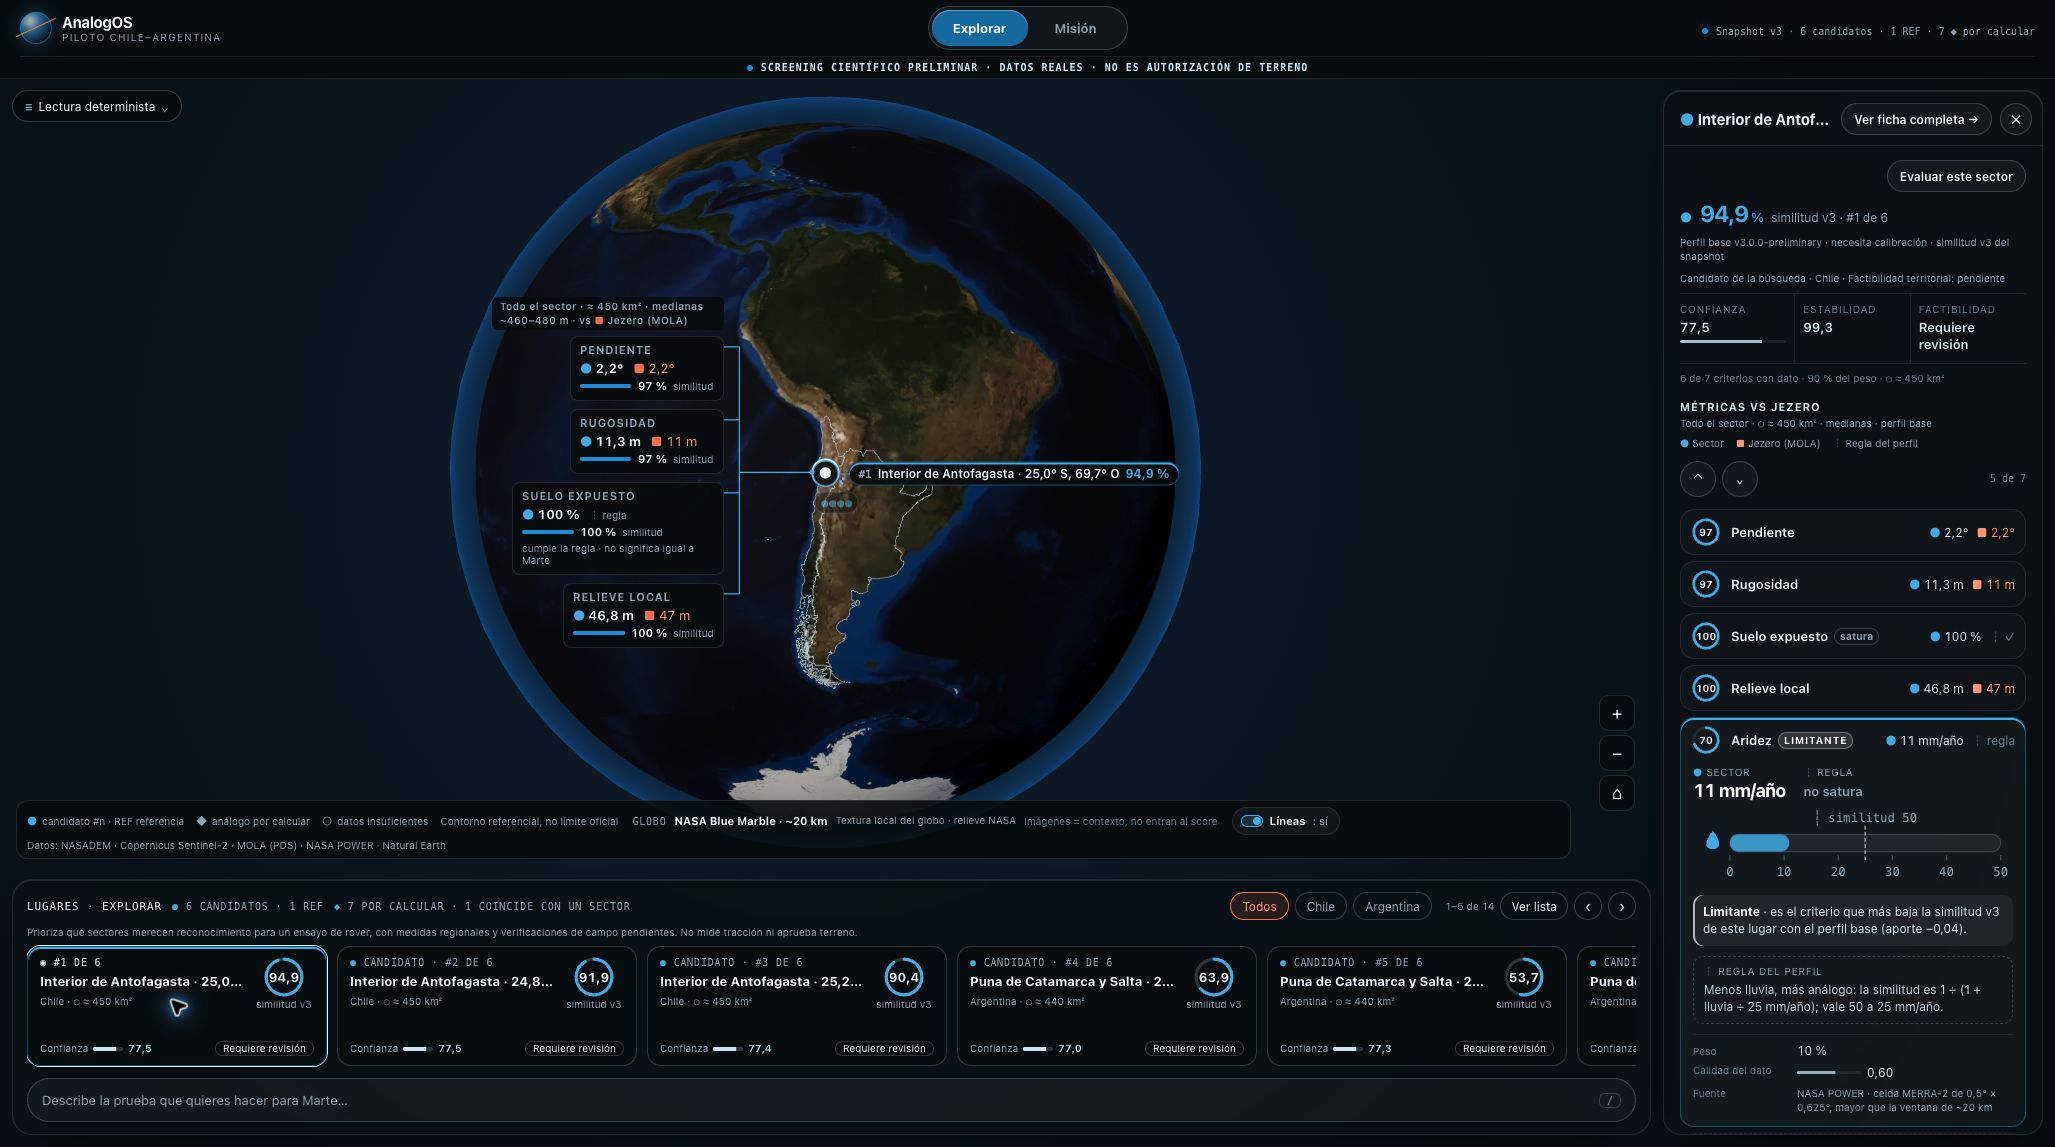 AnalogOS
PILOTO CHILE–ARGENTINA
Explorar
Misión
Snapshot v3 · 6 candidatos · 1 REF · 7 ◆ por calcular
SCREENING CIENTÍFICO PRELIMINAR · DATOS REALES · NO ES AUTORIZACIÓN DE TERRENO
≡ Lectura determinista
Todo el sector · ≈ 450 km² · medianas
~460–480 m · vs ■ Jezero (MOLA)
PENDIENTE
2,2° 2,2°
97 % similitud
RUGOSIDAD
11,3 m 11 m
97 % similitud
SUELO EXPUESTO
100 % ┊ regla
100 % similitud
cumple la regla · no significa igual a
Marte
RELIEVE LOCAL
46,8 m 47 m
100 % similitud
#1 Interior de Antofagasta · 25,0° S, 69,7° O 94,9 %
+
−
⌂
candidato #n · REF referencia
análogo por calcular
datos insuficientes
Contorno referencial, no límite oficial
GLOBO NASA Blue Marble · ~20 km
Textura local del globo · relieve NASA
Imágenes = contexto, no entran al score
Líneas : sí
Datos: NASADEM · Copernicus Sentinel-2 · MOLA (PDS) · NASA POWER · Natural Earth
LUGARES · EXPLORAR ● 6 CANDIDATOS · 1 REF ◆ 7 POR CALCULAR · 1 COINCIDE CON UN SECTOR
Todos
Chile
Argentina
1–5 de 14
Ver lista
‹
›
Prioriza qué sectores merecen reconocimiento para un ensayo de rover, con medidas regionales y verificaciones de campo pendientes. No mide tracción ni aprueba terreno.
◉ #1 DE 6
Interior de Antofagasta · 25,0...
94,9
Chile · ○ ≈ 450 km²
similitud v3
Confianza 77,5
Requiere revisión
CANDIDATO · #2 DE 6
Interior de Antofagasta · 24,8...
91,9
Chile · ○ ≈ 450 km²
similitud v3
Confianza 77,5
Requiere revisión
CANDIDATO · #3 DE 6
Interior de Antofagasta · 25,2...
90,4
Chile · ○ ≈ 450 km²
similitud v3
Confianza 77,4
Requiere revisión
CANDIDATO · #4 DE 6
Puna de Catamarca y Salta · 2...
63,9
Argentina · ○ ≈ 440 km²
similitud v3
Confianza 77,0
Requiere revisión
CANDIDATO · #5 DE 6
Puna de Catamarca y Salta · 2...
53,7
Argentina · ○ ≈ 440 km²
similitud v3
Confianza 77,3
Requiere revisión
CANDI
Puna d
Argentina
Confianza
Describe la prueba que quieres hacer para Marte...
/
Interior de Antof...
Ver ficha completa →
×
Evaluar este sector
94,9 % similitud v3 · #1 de 6
Perfil base v3.0.0-preliminary · necesita calibración · similitud v3 del
snapshot
Candidato de la búsqueda · Chile · Factibilidad territorial: pendiente
CONFIANZA
77,5
ESTABILIDAD
99,3
FACTIBILIDAD
Requiere
revisión
6 de 7 criterios con dato · 90 % del peso · ○ ≈ 450 km²
MÉTRICAS VS JEZERO
Todo el sector · ○ ≈ 450 km² · medianas · perfil base
Sector
Jezero (MOLA)
┊ Regla del perfil
5 de 7
97 Pendiente 2,2° 2,2°
97 Rugosidad 11,3 m 11 m
100 Suelo expuesto satura 100 % ┊ ✓
100 Relieve local 46,8 m 47 m
70 Aridez LIMITANTE 11 mm/año ┊ regla
SECTOR
┊ REGLA
11 mm/año
no satura
┊ similitud 50
0 10 20 30 40 50
Limitante · es el criterio que más baja la similitud v3
de este lugar con el perfil base (aporte −0,04).
┊ REGLA DEL PERFIL
Menos lluvia, más análogo: la similitud es 1 ÷ (1 +
lluvia ÷ 25 mm/año); vale 50 a 25 mm/año.
Peso 10 %
Calidad del dato 0,60
Fuente NASA POWER · celda MERRA-2 de 0,5° ×
0,625°, mayor que la ventana de ~20 km